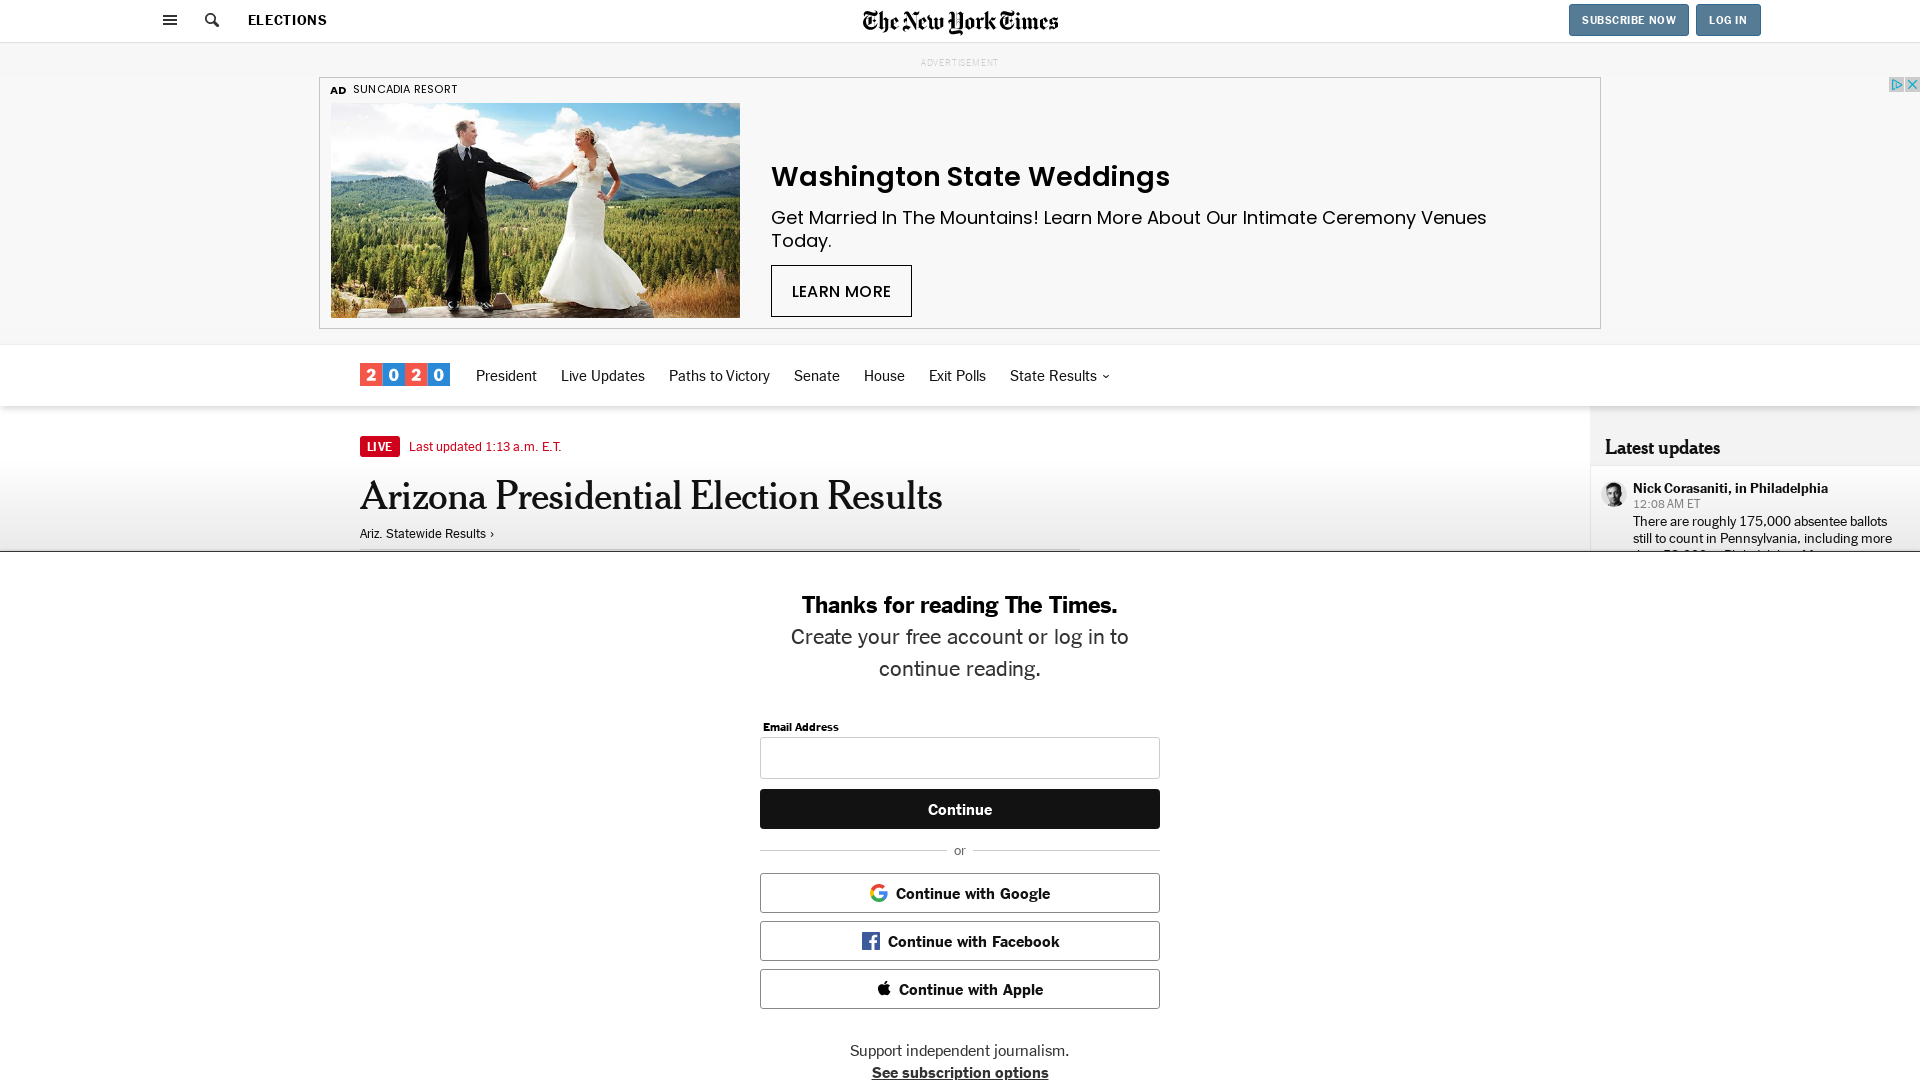 ELECTIONS
The New York Times
SUBSCRIBE NOW
LOG IN
ADVERTISEMENT
AD SUNCADIA RESORT
Washington State Weddings
Get Married In The Mountains! Learn More About Our Intimate Ceremony Venues
Today.
LEARN MORE
2020
President
Live Updates
Paths to Victory
Senate
House
Exit Polls
State Results
LIVE Last updated 1:13 a.m. E.T.
Arizona Presidential Election Results
Ariz. Statewide Results ›
Latest updates
Nick Corasaniti, in Philadelphia
12:08 AM ET
There are roughly 175,000 absentee ballots
still to count in Pennsylvania, including more
Thanks for reading The Times.
Create your free account or log in to
continue reading.
Email Address
Continue
or
Continue with Google
Continue with Facebook
Continue with Apple
Support independent journalism.
See subscription options